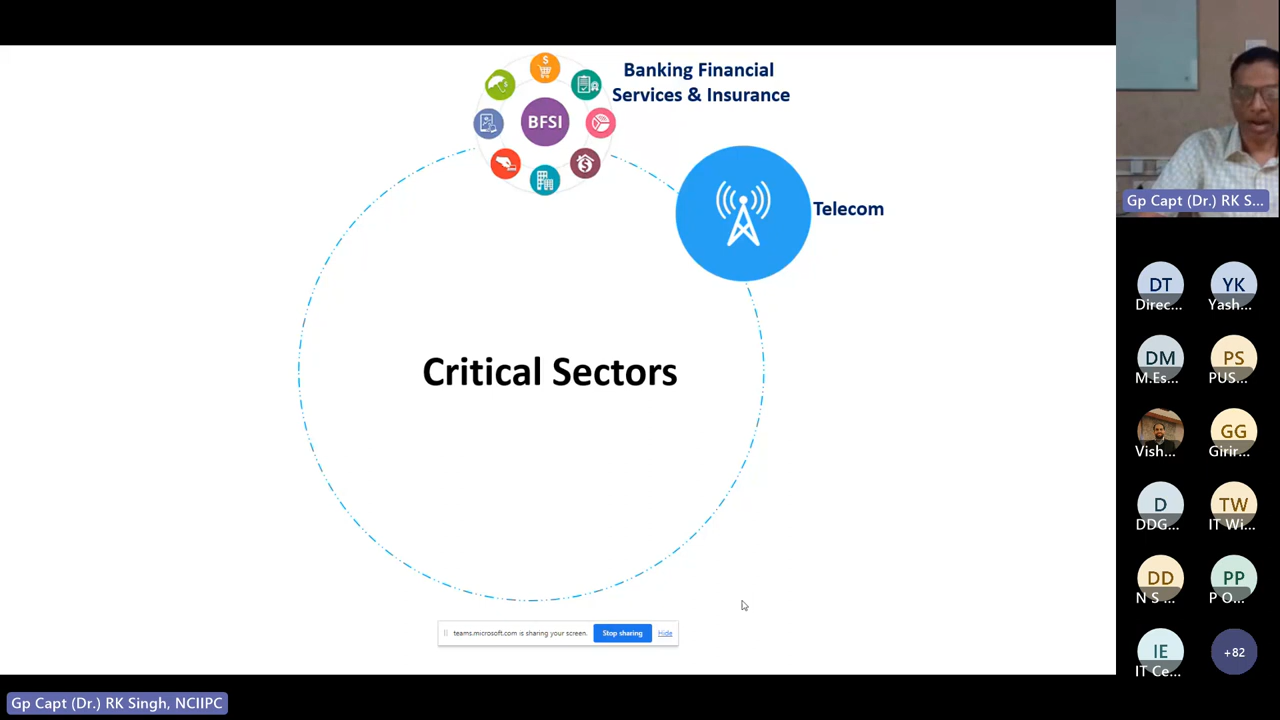 Banking Financial
Services & Insurance
BFSI
Telecom
Critical Sectors
teams.microsoft.com is sharing your screen.
Stop sharing
Hide
Gp Capt (Dr.) RK Singh, NCIIPC
Gp Capt (Dr.) RK S...
DT
Direc...
YK
Yash...
DM
M.Es...
PS
PUS...
Vish...
GG
Girir...
D
DDG...
TW
IT Wi...
DD
N S ...
PP
P O...
IE
IT Ce...
+82